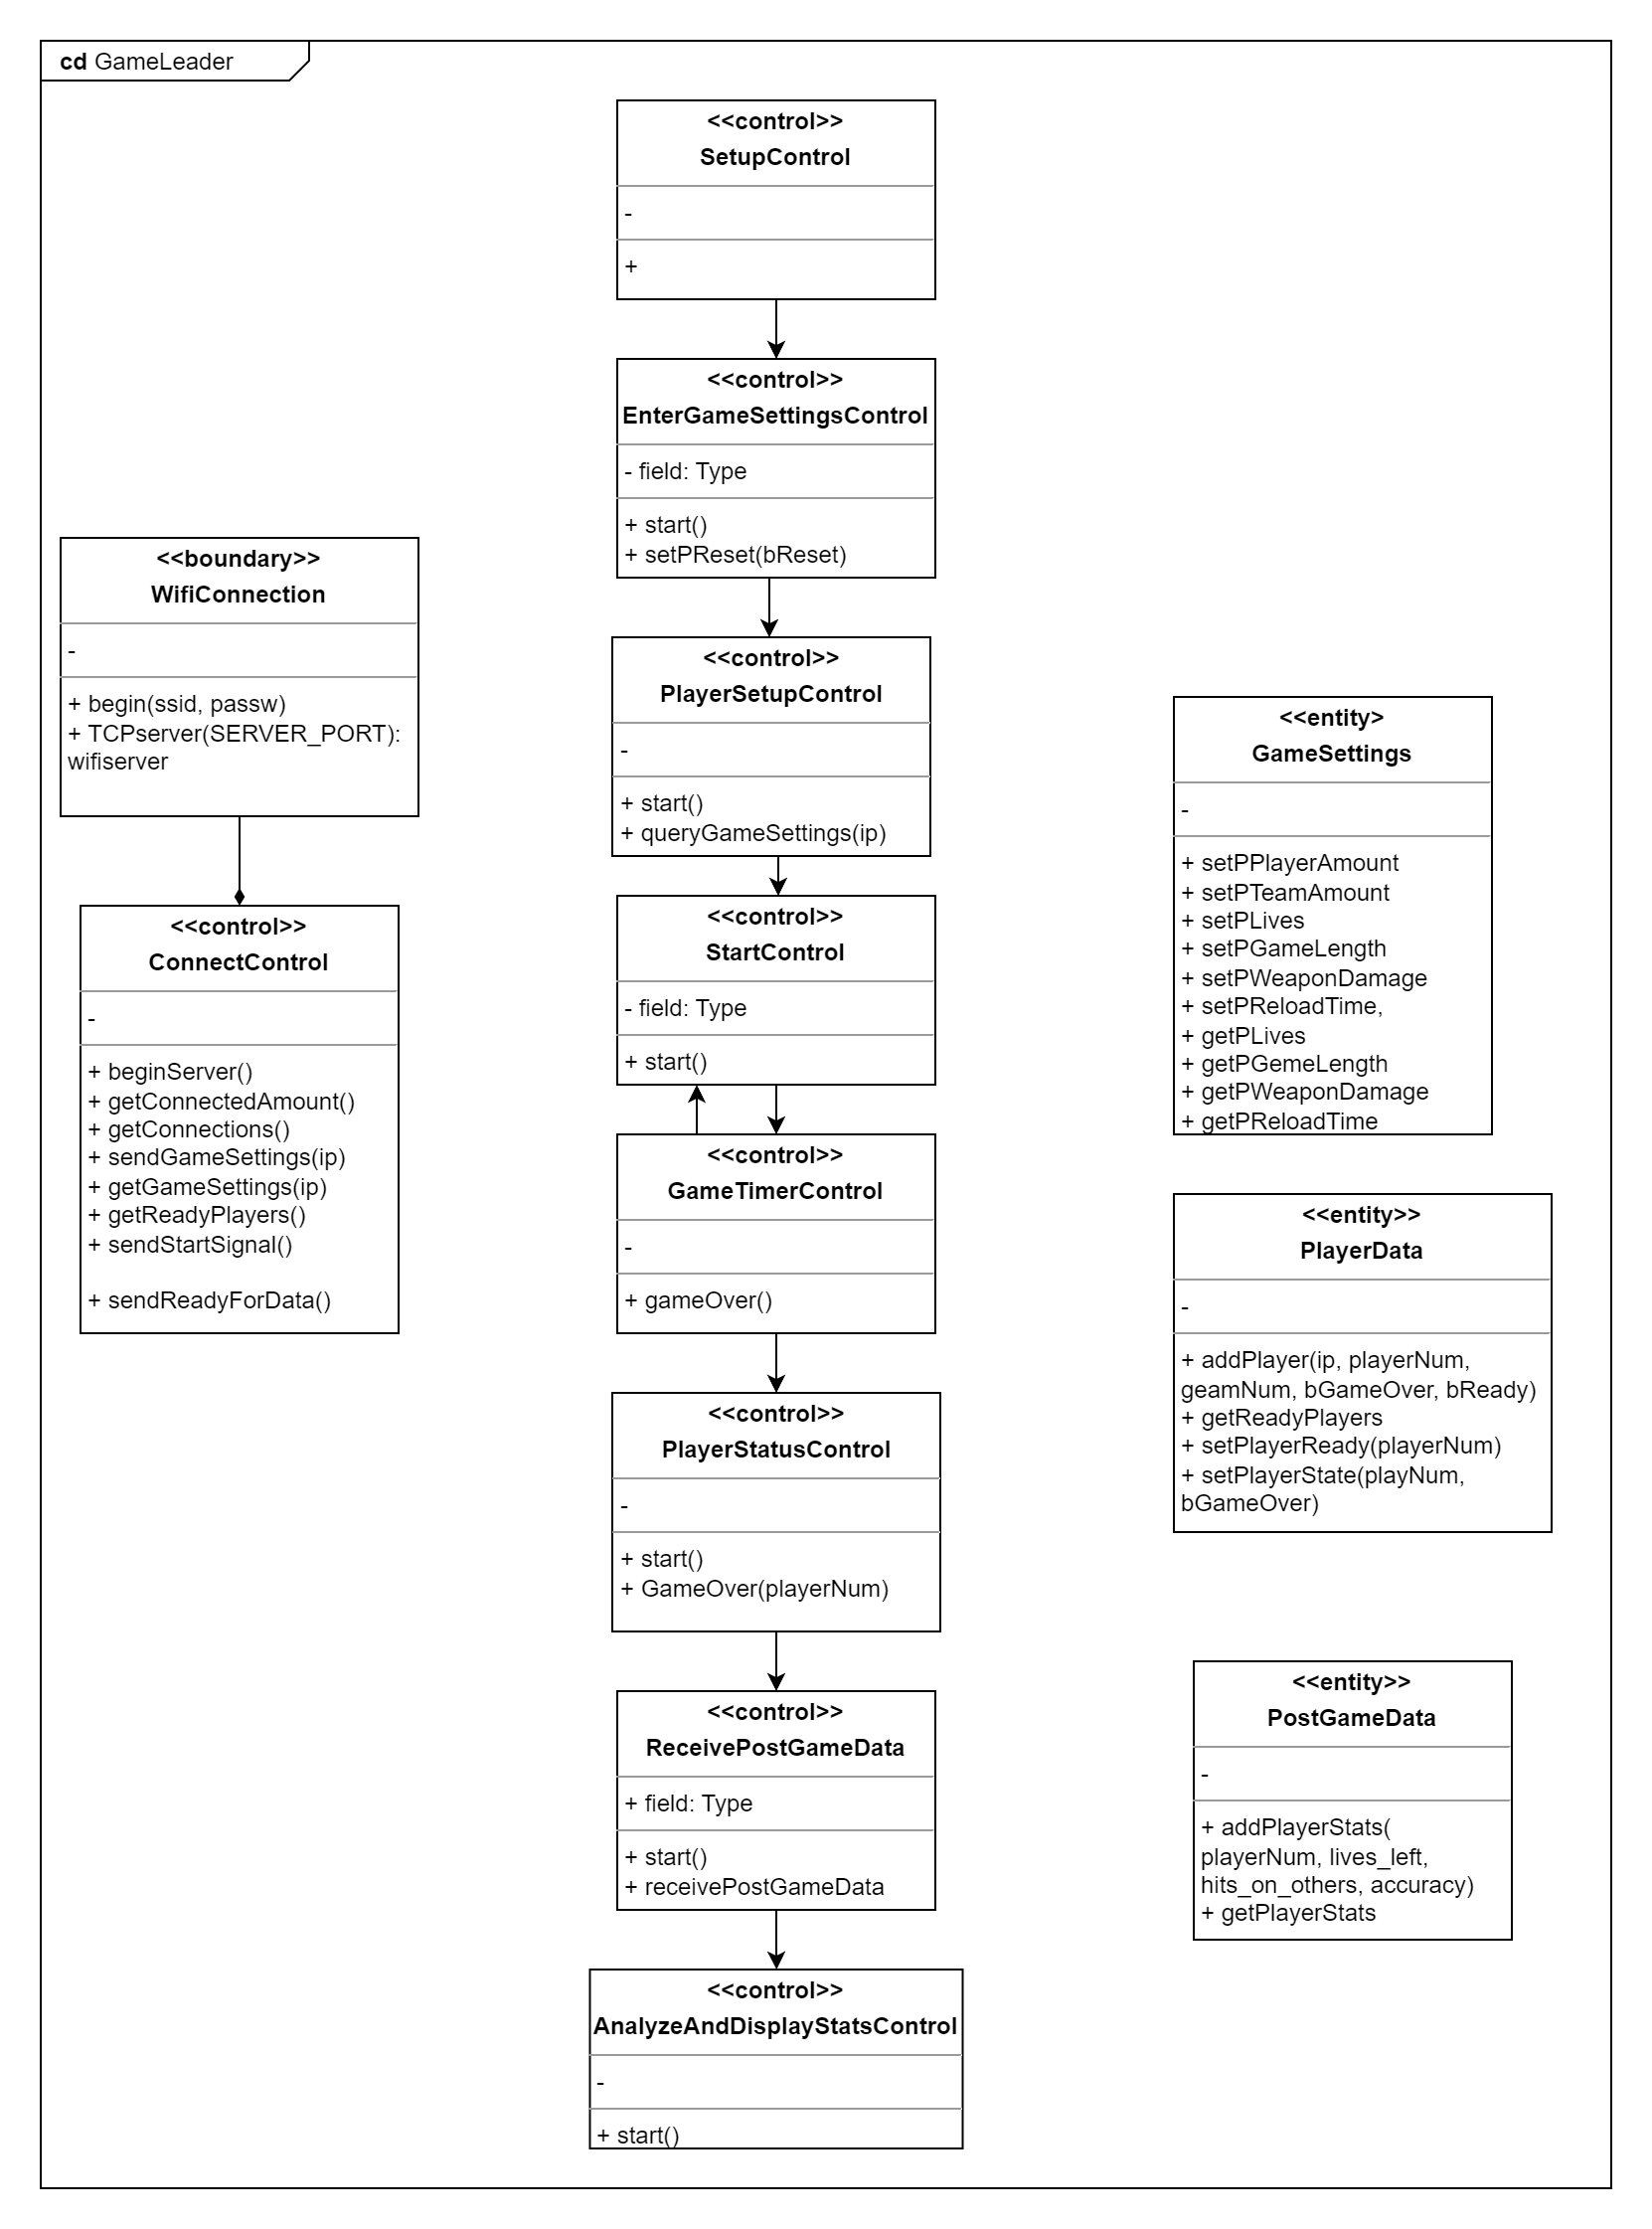 cd GameLeader
<<control>>
SetupControl
-
+
<<control>>
EnterGameSettingsControl
- field: Type
+ start()
+ setPReset(bReset)
<<boundary>>
WifiConnection
-
+ begin(ssid, passw)
+ TCPserver(SERVER_PORT):
wifiserver
<<control>>
PlayerSetupControl
-
+ start()
+ queryGameSettings(ip)
<<entity>
GameSettings
-
+ setPPlayerAmount
+ setPTeamAmount
+ setPLives
+ setPGameLength
+ setPWeaponDamage
+ setPReloadTime,
+ getPLives
+ getPGemeLength
+ getPWeaponDamage
+ getPReloadTime
<<control>>
ConnectControl
-
+ beginServer()
+ getConnectedAmount()
+ getConnections()
+ sendGameSettings(ip)
+ getGameSettings(ip)
+ getReadyPlayers()
+ sendStartSignal()
+ sendReadyForData()
<<control>>
StartControl
- field: Type
+ start()
<<control>>
GameTimerControl
-
+ gameOver()
<<entity>>
PlayerData
-
+ addPlayer(ip, playerNum,
geamNum, bGameOver, bReady)
+ getReadyPlayers
+ setPlayerReady(playerNum)
+ setPlayerState(playNum,
bGameOver)
<<control>>
PlayerStatusControl
-
+ start()
+ GameOver(playerNum)
<<entity>>
PostGameData
-
+ addPlayerStats(
playerNum, lives_left,
hits_on_others, accuracy)
+ getPlayerStats
<<control>>
ReceivePostGameData
+ field: Type
+ start()
+ receivePostGameData
<<control>>
AnalyzeAndDisplayStatsControl
-
+ start()